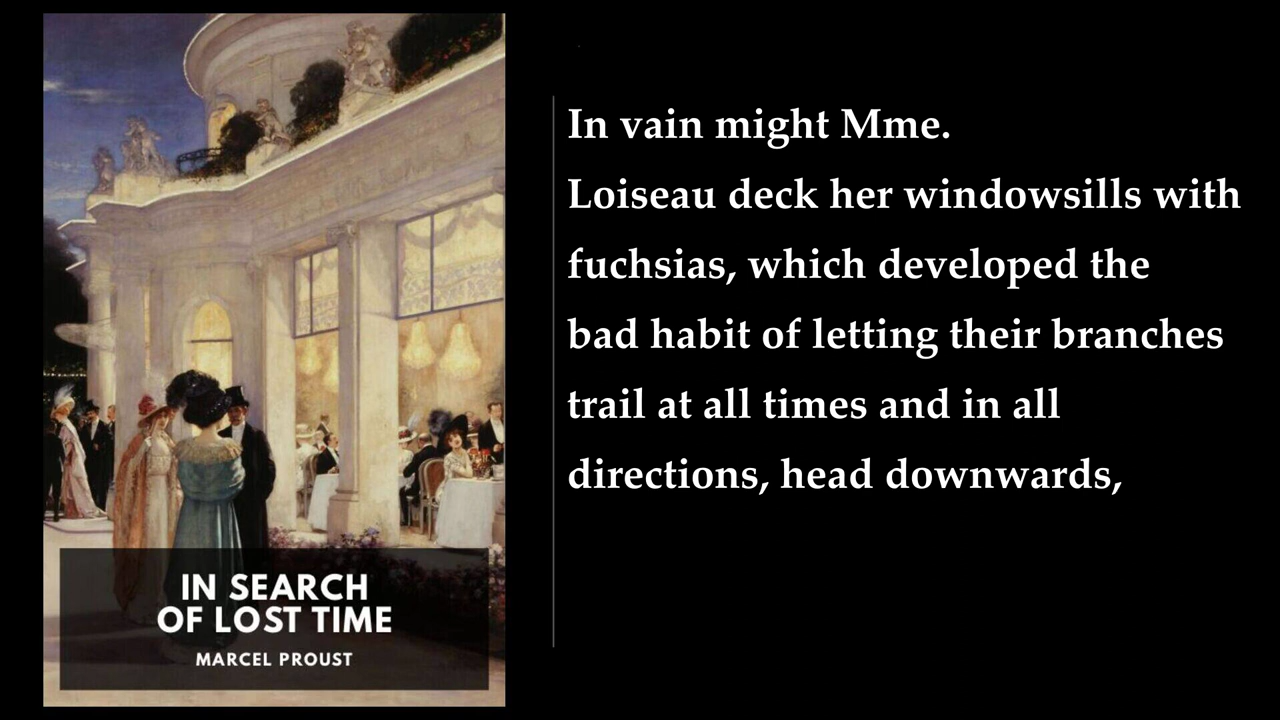 In vain might Mme.
Loiseau deck her windowsills with
fuchsias, which developed the
bad habit of letting their branches
trail at all times and in all
directions, head downwards,
IN SEARCH
OF LOST TIME
MARCEL PROUST